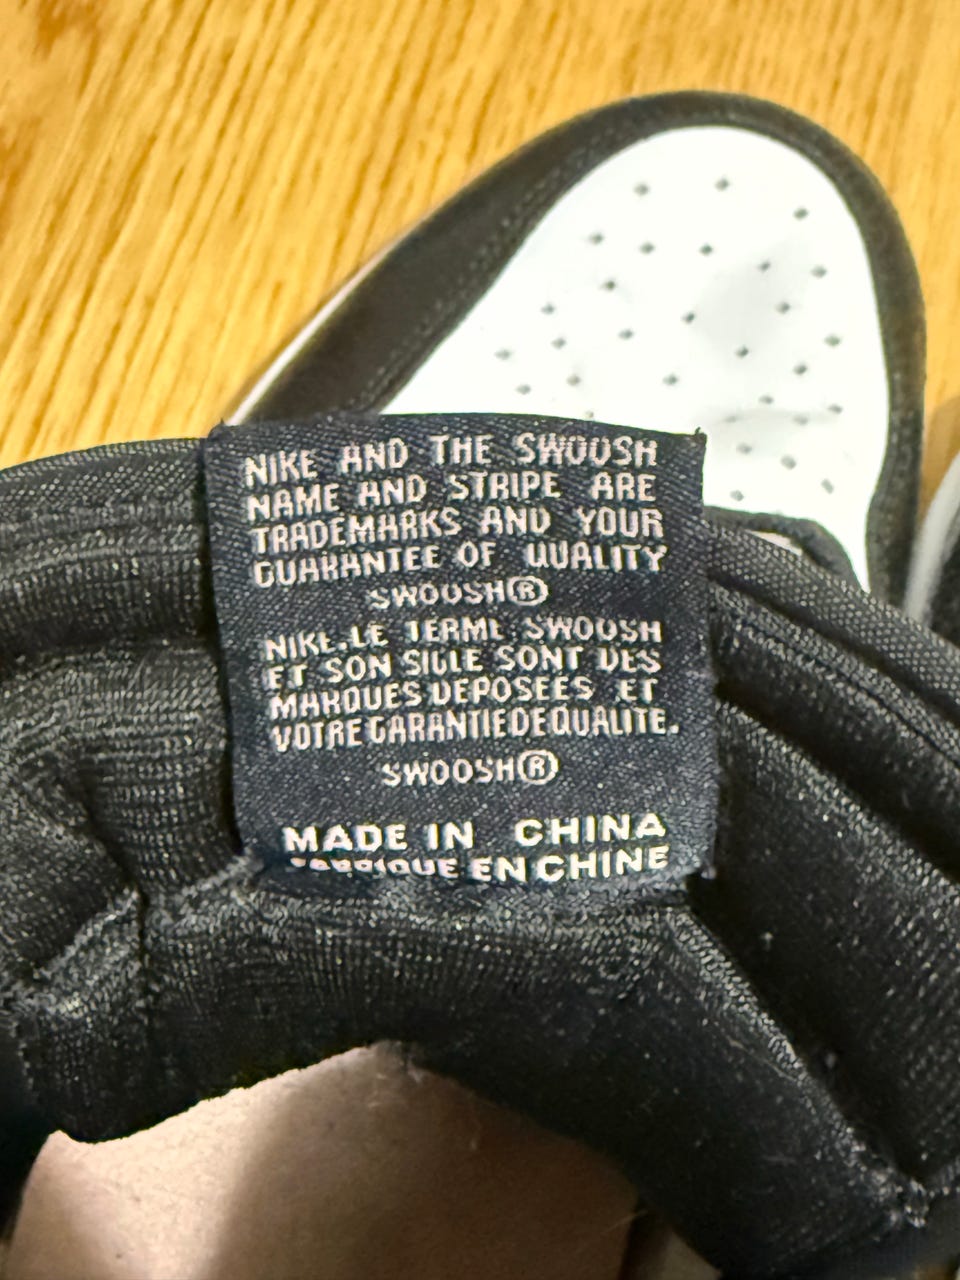 NIKE AND THE SWOOSH
NAME AND STRIPE ARE
TRADEMARKS AND YOUR
GUARANTEE OF QUALITY
SWOOSH®
NIKE.LE TERME SWOOSH
ET SON SIGLE SONT DES
MARQUES DEPOSEES ET
VOTRE GARANTIE DE QUALITE.
SWOOSH®
MADE IN CHINA
FABRIQUE EN CHINE